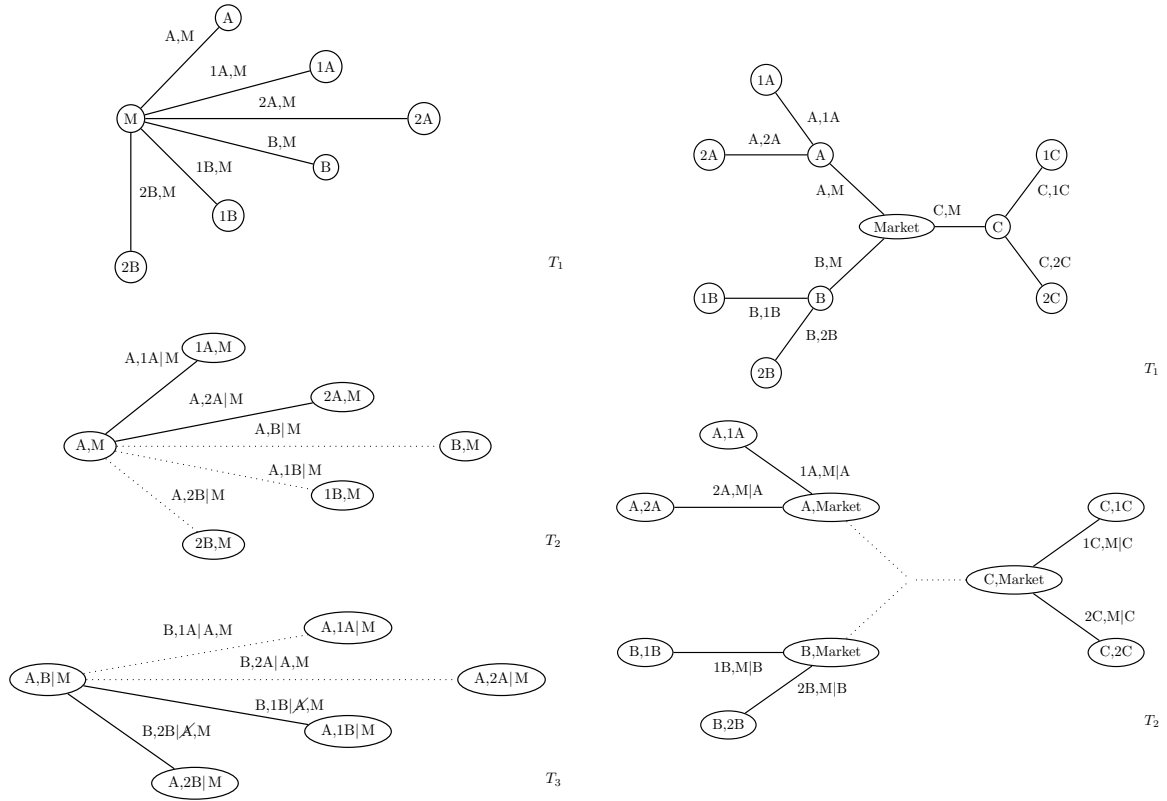 A
A,M
1A
1A,M
2A,M
M
2A
B,M
B
1B,M
2B,M
1B
2B
T1
1A,M
A,1A|M
2A,M
A,2A|M
A,B|M
A,M
B,M
A,1B|M
1B,M
A,2B|M
2B,M
T2
A,1A|M
B,1A|A,M
B,2A|A,M
A,B|M
A,2A|M
B,1B|A,M
A,1B|M
B,2B|A,M
A,2B|M
T3
1A
A,1A
A,2A
2A
A
1C
A,M
C,1C
C,M
Market
C
B,M
C,2C
1B
B
2C
B,1B
B,2B
2B
T1
A,1A
1A,M|A
2A,M|A
A,2A
A,Market
C,1C
1C,M|C
C,Market
2C,M|C
B,1B
B,Market
C,2C
1B,M|B
2B,M|B
B,2B
T2